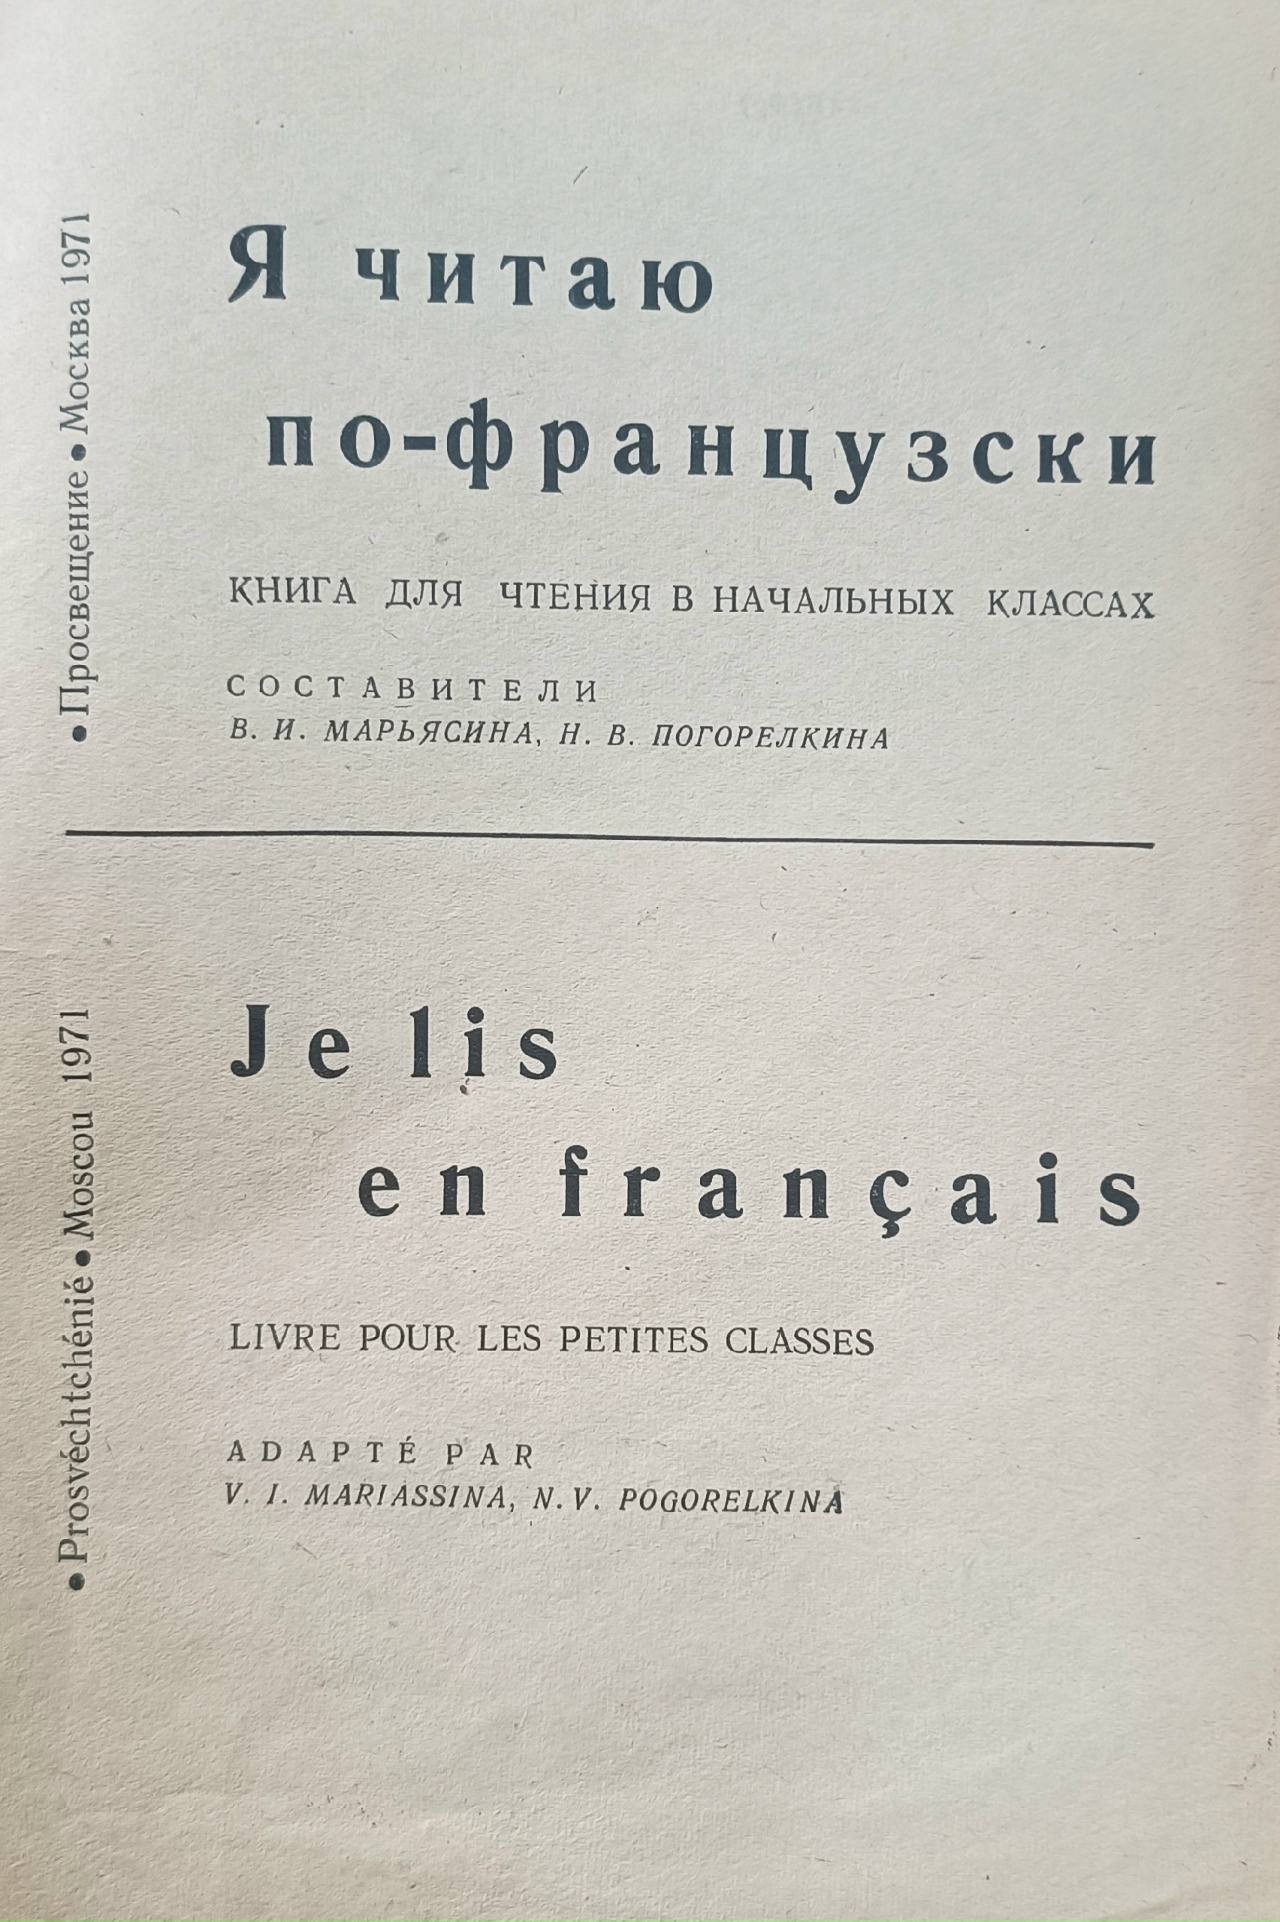 • Просвещение • Москва 1971
Я читаю
по-французски
КНИГА ДЛЯ ЧТЕНИЯ В НАЧАЛЬНЫХ КЛАССАХ
СОСТАВИТЕЛИ
В. И. МАРЬЯСИНА, Н. В. ПОГОРЕЛКИНА
• Prosvéchtchénié • Moscou 1971
Je lis
en français
LIVRE POUR LES PETITES CLASSES
ADAPTÉ PAR
V. I. MARIASSINA, N. V. POGORELKINA